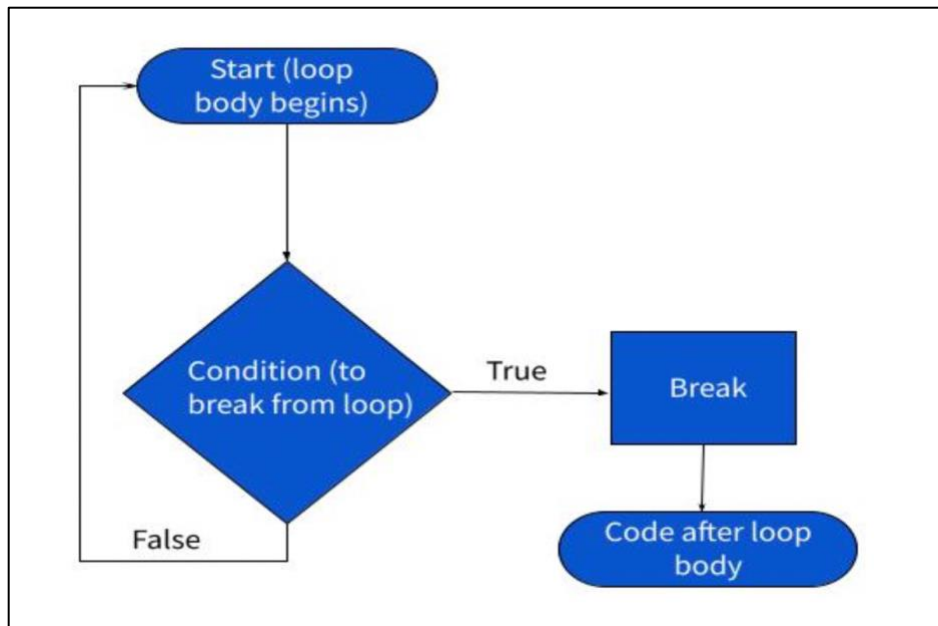 Start (loop
body begins)
Condition (to
break from loop)
True
Break
False
Code after loop
body